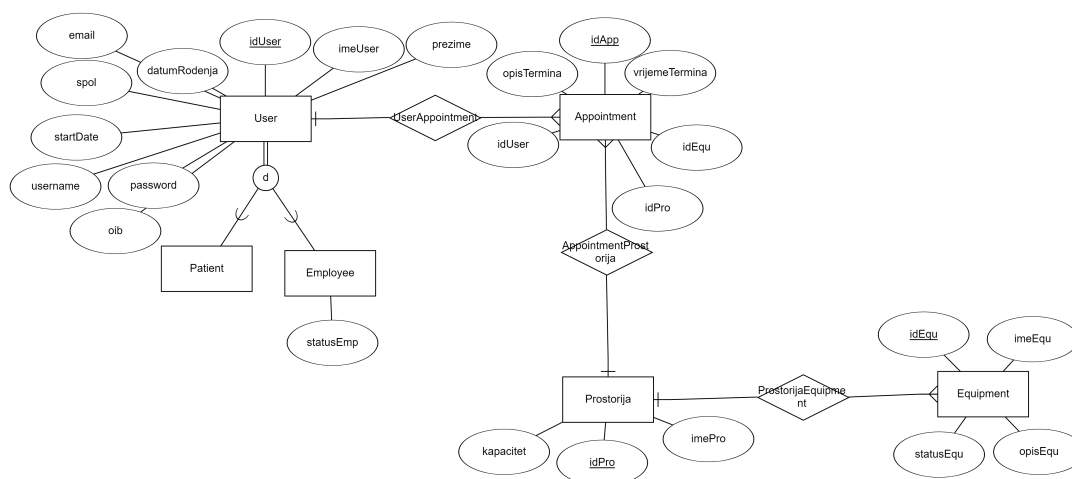 email
idUser
imeUser
prezime
datumRodenja
spol
startDate
username
password
oib
User
UserAppointment
idApp
opisTermina
vrijemeTermina
Appointment
idUser
idEqu
idPro
d
Patient
Employee
statusEmp
AppointmentProst
orija
Prostorija
kapacitet
idPro
imePro
ProstorijaEquipme
nt
idEqu
imeEqu
Equipment
statusEqu
opisEqu